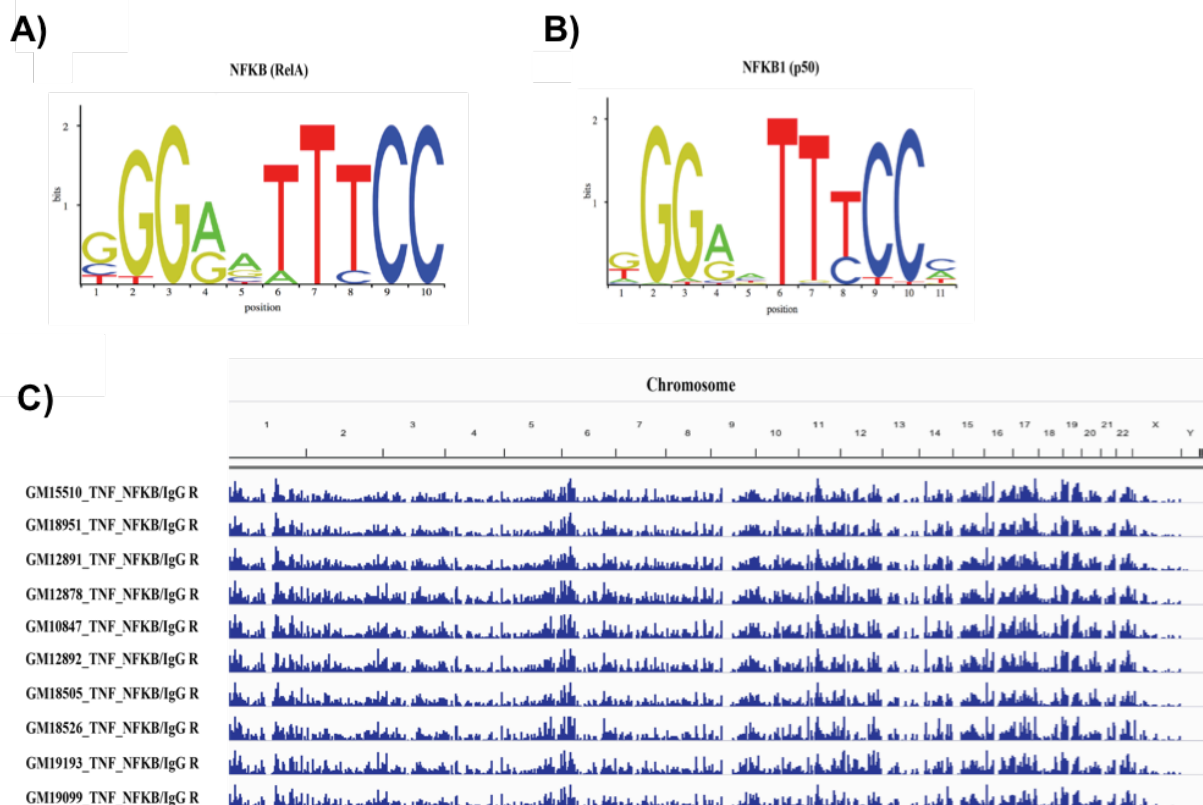 A)
B)
NFKB (RelA)
NFKB1 (p50)
2
1
bits
G C T
G T
G
A G
A G C T
T A
T
T C
C
C
1 2 3 4 5 6 7 8 9 10
position
2
1
bits
G T A
G
G A
A G
A
T
T
T C
C T
C T
C A T
1 2 3 4 5 6 7 8 9 10 11
position
C)
Chromosome
1 2 3 4 5 6 7 8 9 10 11 12 13 14 15 16 17 18 19 20 21 22 X Y
GM15510_TNF_NFKB/IgG R
GM18951_TNF_NFKB/IgG R
GM12891_TNF_NFKB/IgG R
GM12878_TNF_NFKB/IgG R
GM10847_TNF_NFKB/IgG R
GM12892_TNF_NFKB/IgG R
GM18505_TNF_NFKB/IgG R
GM18526_TNF_NFKB/IgG R
GM19193_TNF_NFKB/IgG R
GM19099_TNF_NFKB/IgG R